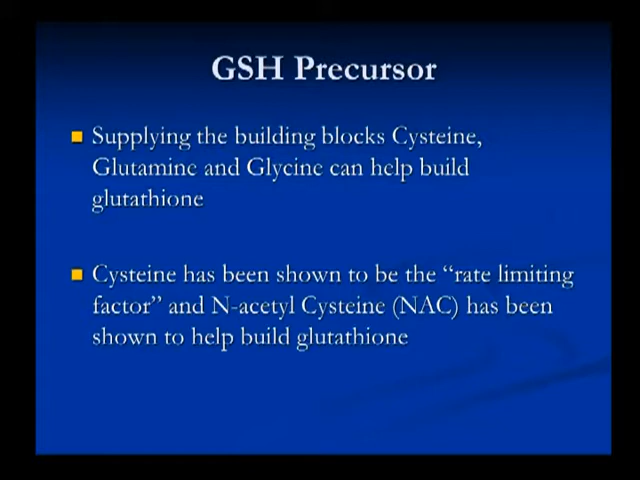 GSH Precursor
Supplying the building blocks Cysteine,
Glutamine and Glycine can help build
glutathione
Cysteine has been shown to be the “rate limiting
factor” and N-acetyl Cysteine (NAC) has been
shown to help build glutathione